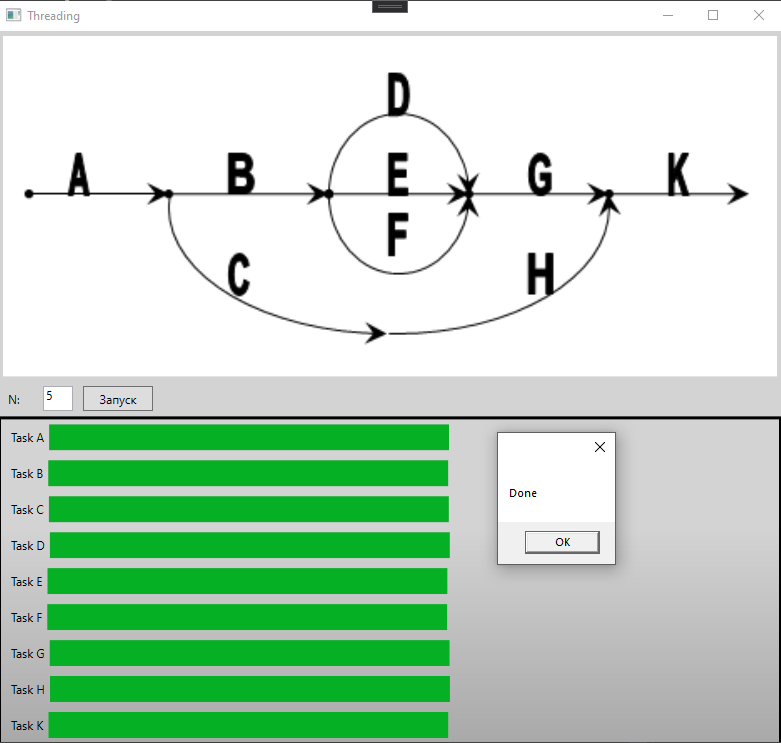 Threading
D
A B E G K
F
C H
N: 5 Запуск
Task A
Task B
Task C
Done
Task D
OK
Task E
Task F
Task G
Task H
Task K